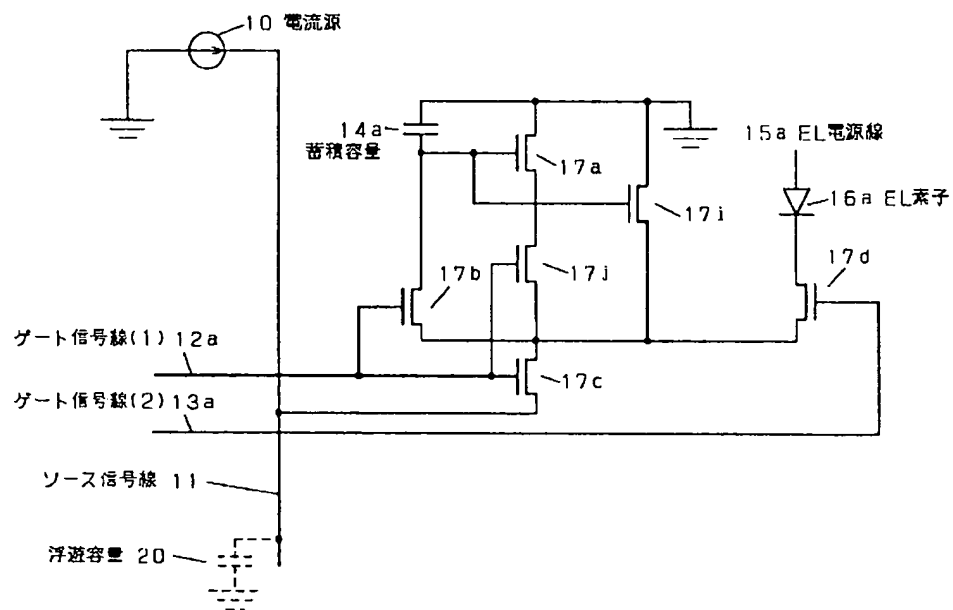 10 電流源
14a
蓄積容量
17a
15a EL電源線
16a EL素子
17i
17b
17j
17d
ゲート信号線(1) 12a
17c
ゲート信号線(2) 13a
ソース信号線 11
浮遊容量 20